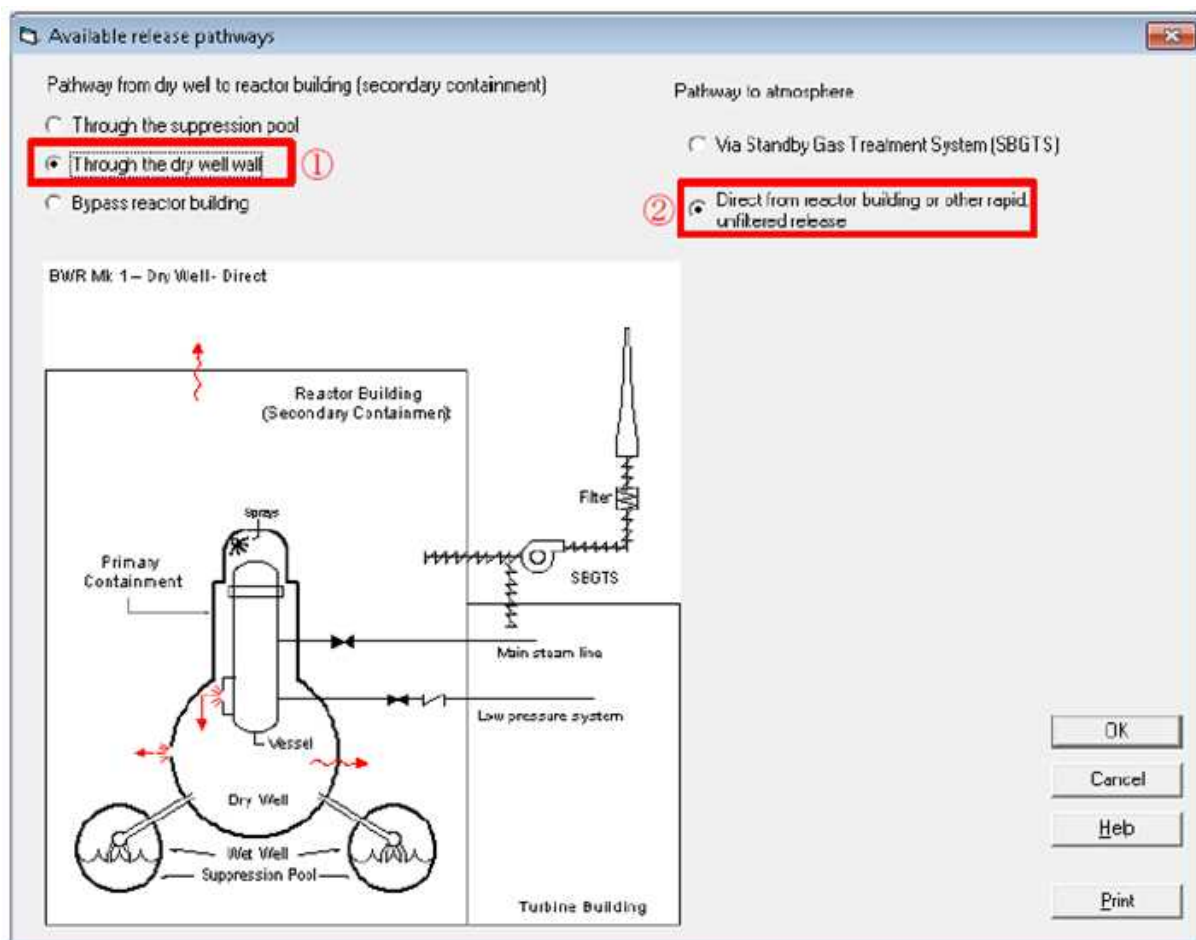 Available release pathways
Pathway from dry well to reactor building (secondary containment)
Through the suppression pool
Through the dry well wall
①
Bypass reactor building
Pathway to atmosphere
Via Standby Gas Treatment System (SBGTS)
②
Direct from reactor building or other rapid,
unfiltered release
BWR Mk 1 – Dry Well- Direct
Reactor Building
(Secondary Containment
Sprays
Primary
Containment
Filter
SBGTS
Main steam line
Low pressure system
Vessel
Dry Well
Wet Well
Suppression Pool
Turbine Building
OK
Cancel
Help
Print